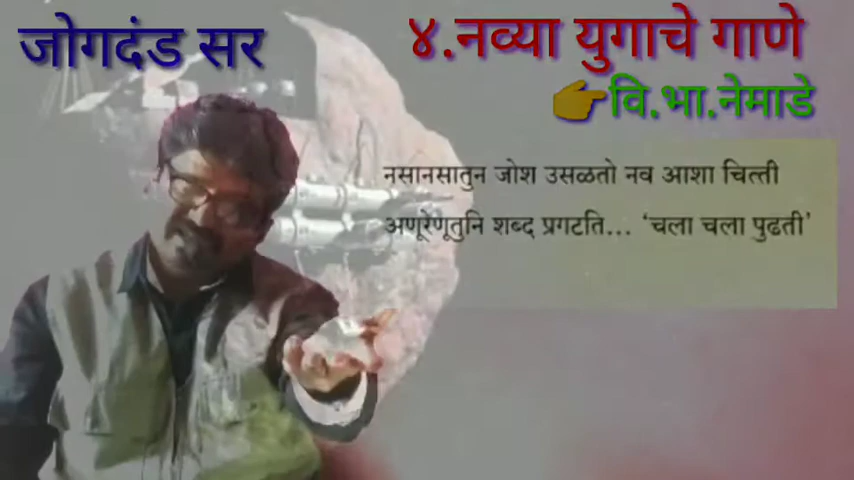 जोगदंड सर
४.नव्या युगाचे गाणे
👉वि.भा.नेमाडे
नसानसातुन जोश उसळतो नव आशा चित्ती
अणूरेणूतुनि शब्द प्रगटति... ‘चला चला पुढती’